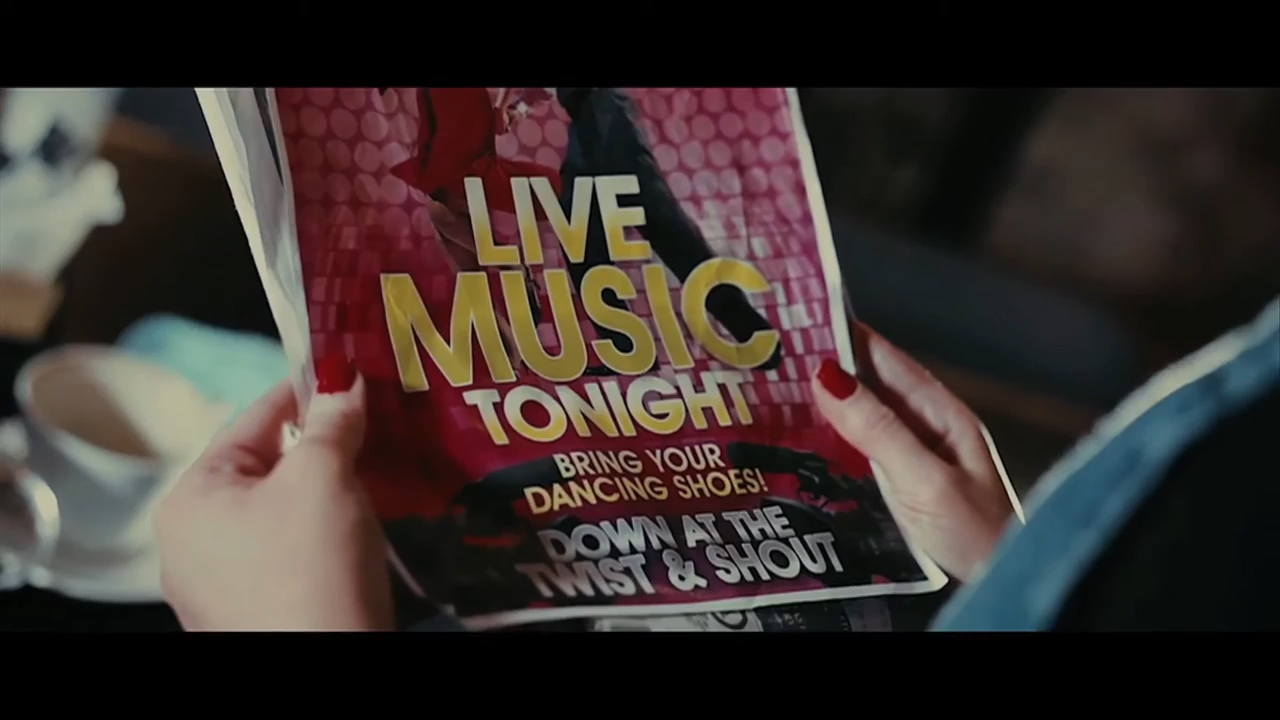 LIVE
MUSIC
TONIGHT
BRING YOUR
DANCING SHOES!
DOWN AT THE
TWIST & SHOUT